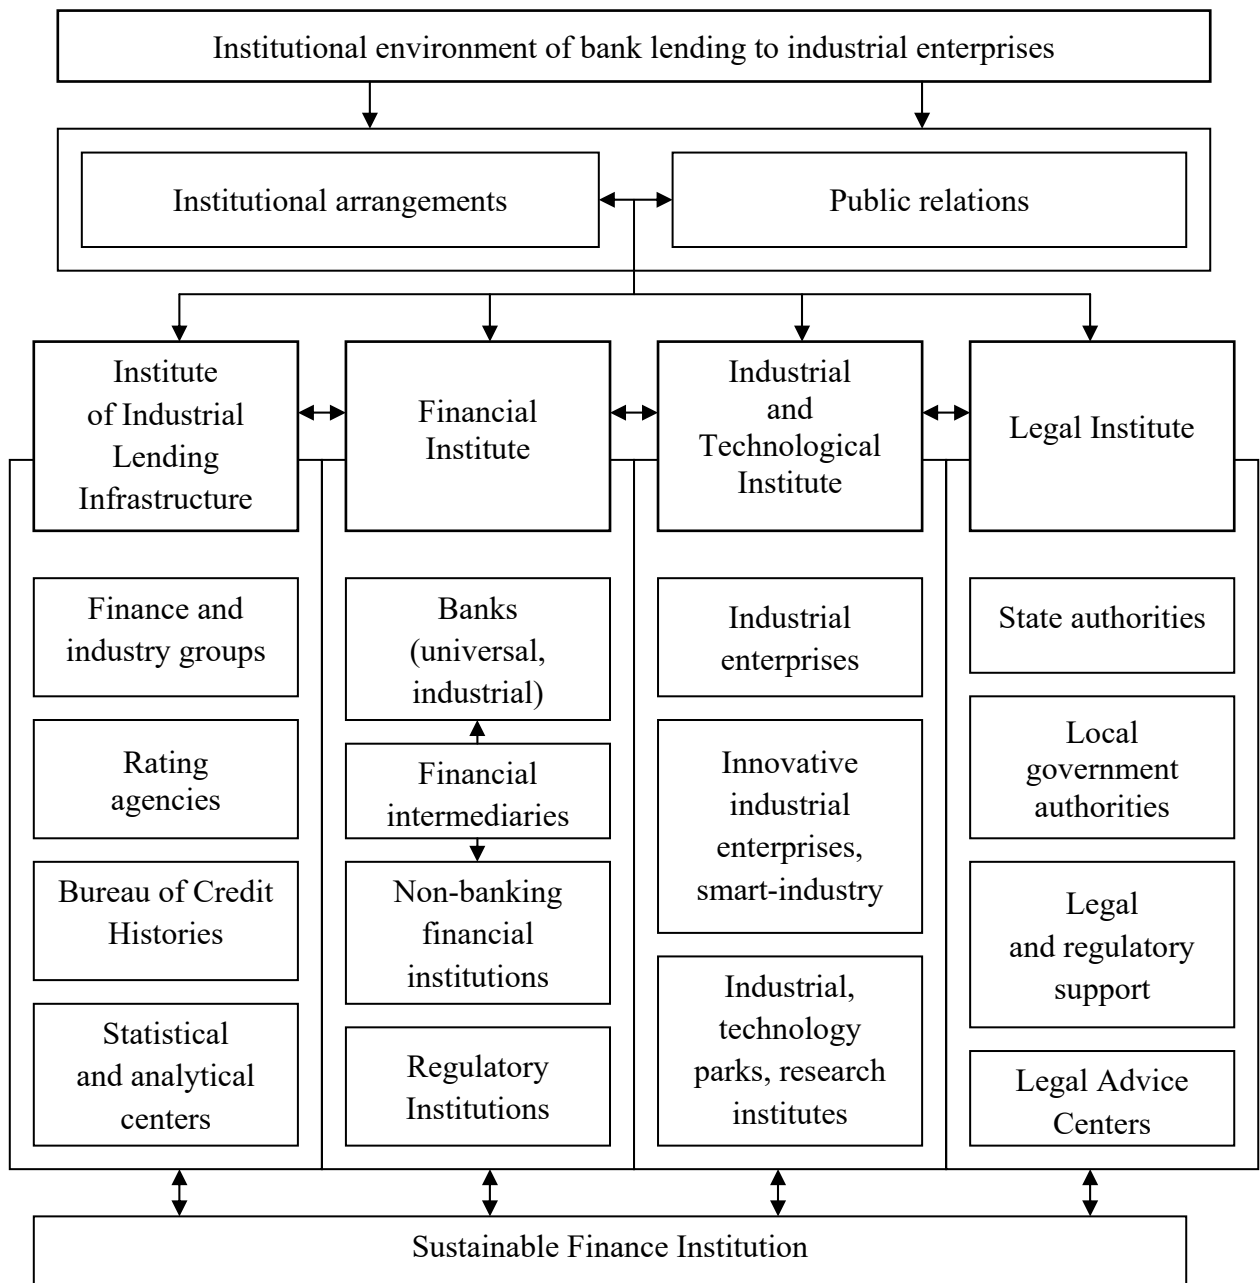 Institutional environment of bank lending to industrial enterprises
Institutional arrangements
Public relations
Institute
of Industrial
Lending
Infrastructure
Financial
Institute
Industrial
and
Technological
Institute
Legal Institute
Finance and
industry groups
Rating
agencies
Bureau of Credit
Histories
Statistical
and analytical
centers
Banks
(universal,
industrial)
Financial
intermediaries
Non-banking
financial
institutions
Regulatory
Institutions
Industrial
enterprises
Innovative
industrial
enterprises,
smart-industry
Industrial,
technology
parks, research
institutes
State authorities
Local
government
authorities
Legal
and regulatory
support
Legal Advice
Centers
Sustainable Finance Institution